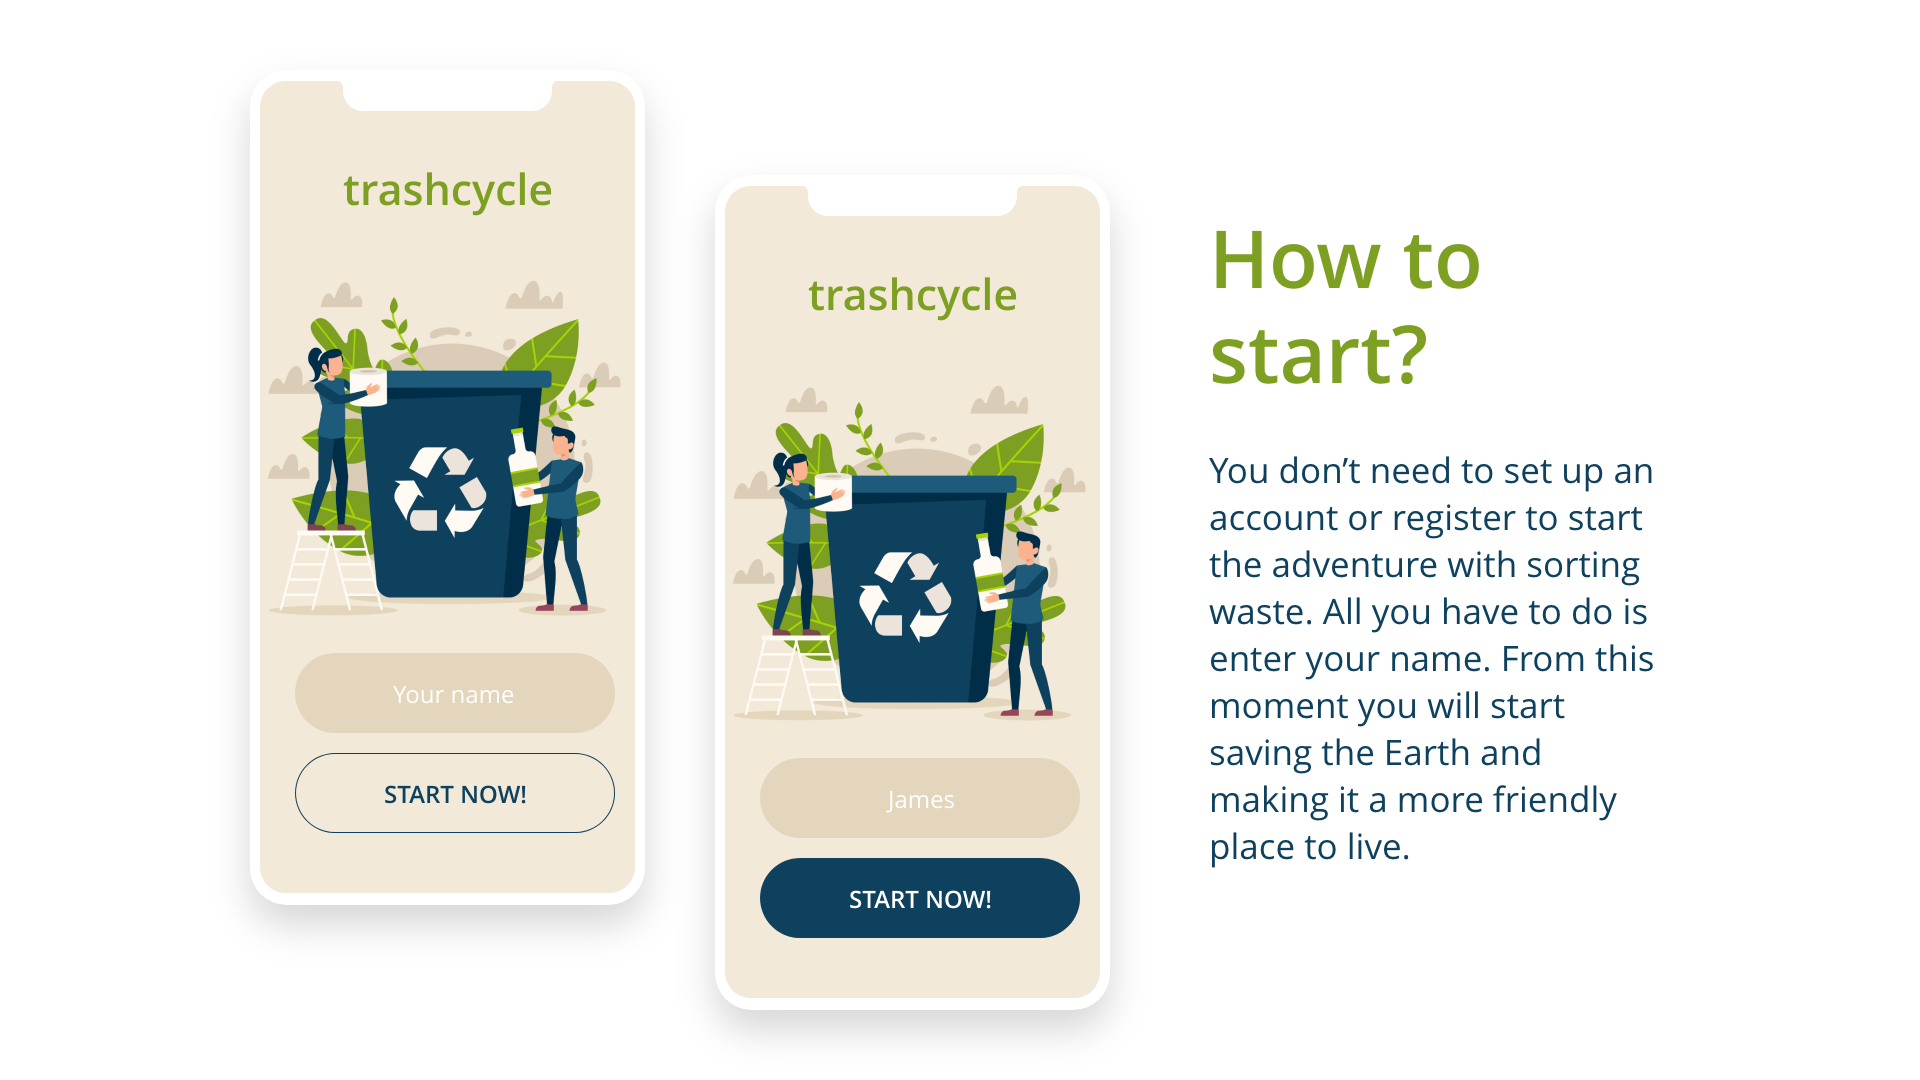 trashcycle
Your name
START NOW!
trashcycle
James
START NOW!
How to
start?
You don’t need to set up an
account or register to start
the adventure with sorting
waste. All you have to do is
enter your name. From this
moment you will start
saving the Earth and
making it a more friendly
place to live.